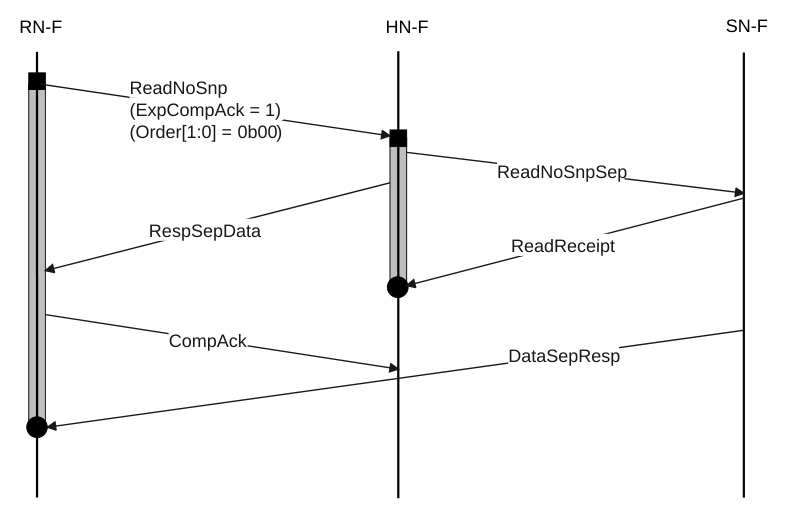 RN-F
HN-F
SN-F
ReadNoSnp
(ExpCompAck = 1)
(Order[1:0] = 0b00)
ReadNoSnpSep
RespSepData
ReadReceipt
CompAck
DataSepResp